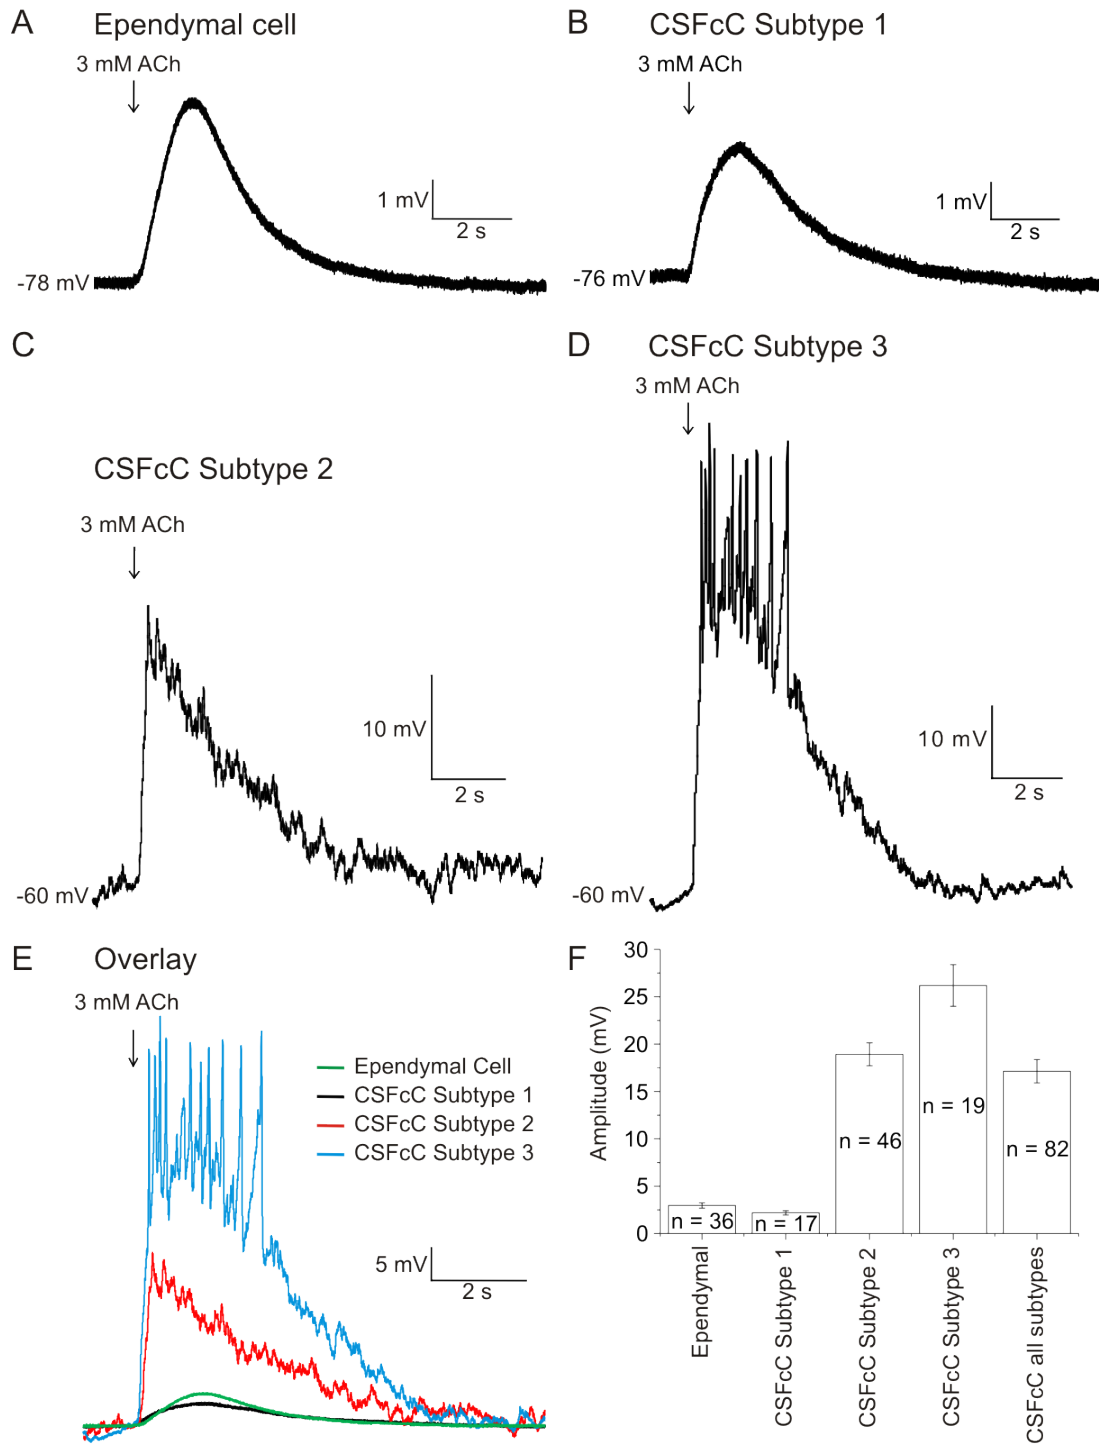 A
Ependymal cell
3 mM ACh
1 mV
2 s
-78 mV
B
CSFcC Subtype 1
3 mM ACh
1 mV
2 s
-76 mV
C
CSFcC Subtype 2
3 mM ACh
10 mV
2 s
-60 mV
D
CSFcC Subtype 3
3 mM ACh
10 mV
2 s
-60 mV
E
Overlay
3 mM ACh
Ependymal Cell
CSFcC Subtype 1
CSFcC Subtype 2
CSFcC Subtype 3
5 mV
2 s
F
Amplitude (mV)
30
25
20
15
10
5
0
n = 36
n = 17
n = 46
n = 19
n = 82
Ependymal
CSFcC Subtype 1
CSFcC Subtype 2
CSFcC Subtype 3
CSFcC all subtypes